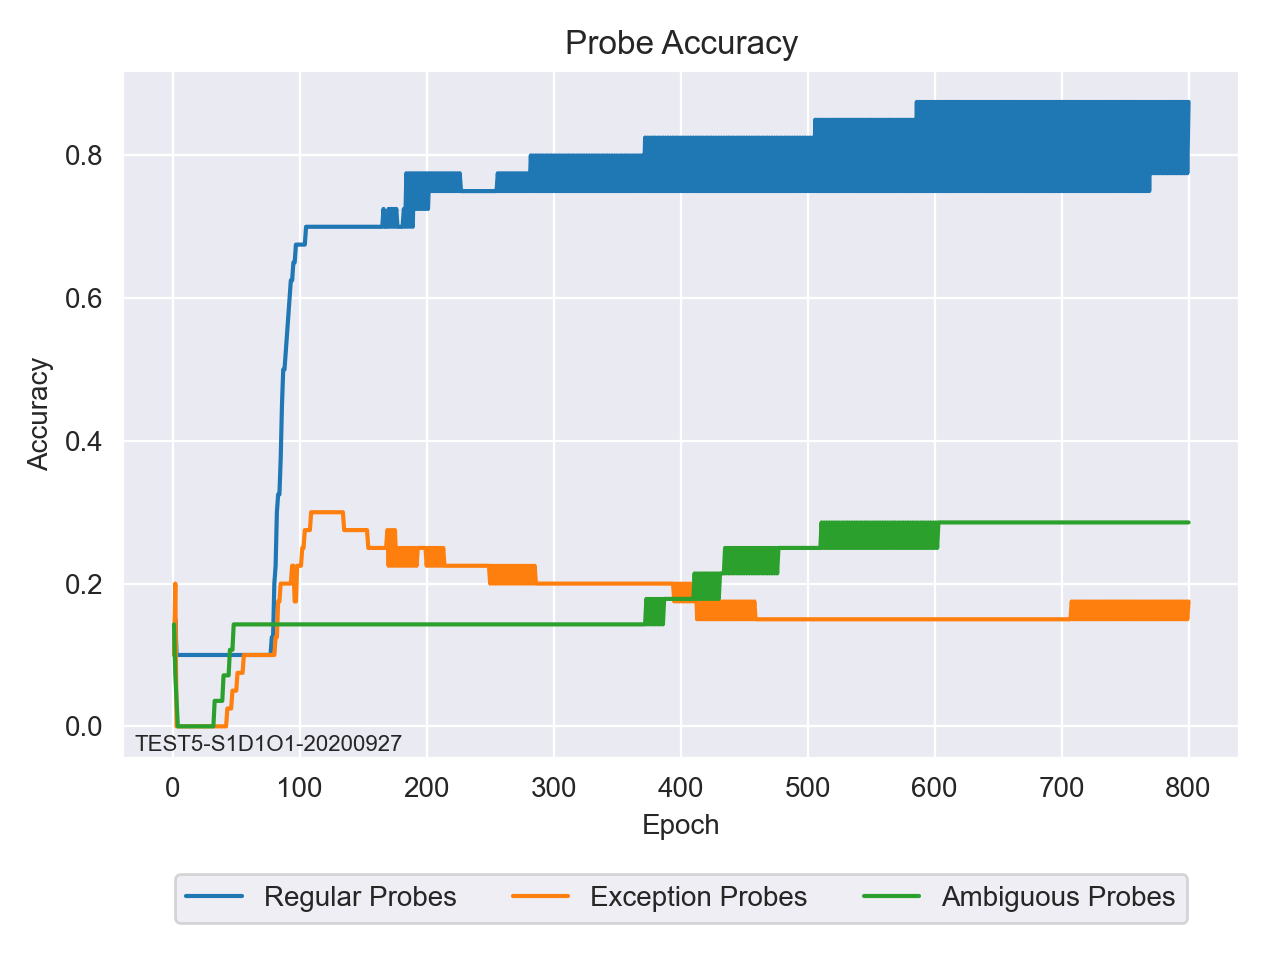 Probe Accuracy
Accuracy
0.8
0.6
0.4
0.2
0.0
TEST5-S1D1O1-20200927
0 100 200 300 400 500 600 700 800
Epoch
Regular Probes Exception Probes Ambiguous Probes